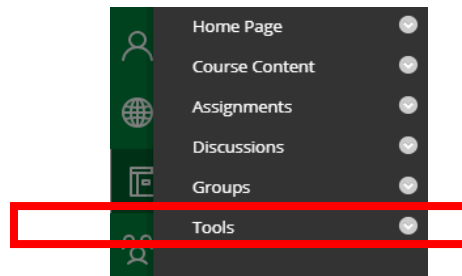 Home Page
Course Content
Assignments
Discussions
Groups
Tools